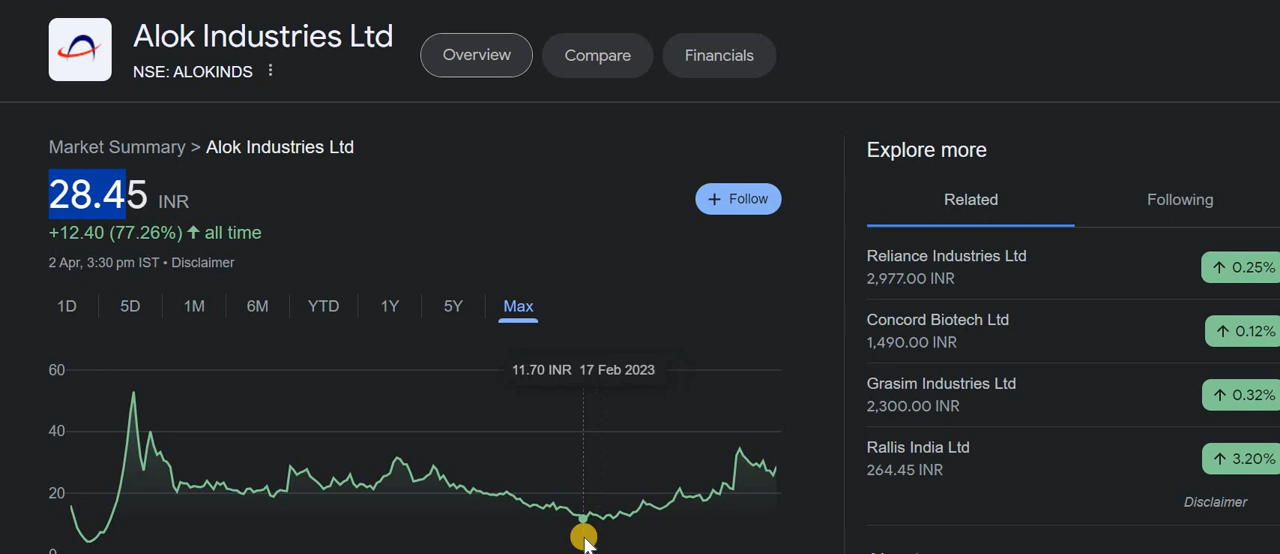 Alok Industries Ltd
NSE: ALOKINDS
Overview
Compare
Financials
Market Summary > Alok Industries Ltd
28.45 INR
+12.40 (77.26%) ↑ all time
2 Apr, 3:30 pm IST • Disclaimer
+ Follow
1D 5D 1M 6M YTD 1Y 5Y Max
11.70 INR 17 Feb 2023
60
40
20
0
Explore more
Related Following
Reliance Industries Ltd
2,977.00 INR
↑ 0.25%
Concord Biotech Ltd
1,490.00 INR
↑ 0.12%
Grasim Industries Ltd
2,300.00 INR
↑ 0.32%
Rallis India Ltd
264.45 INR
↑ 3.20%
Disclaimer